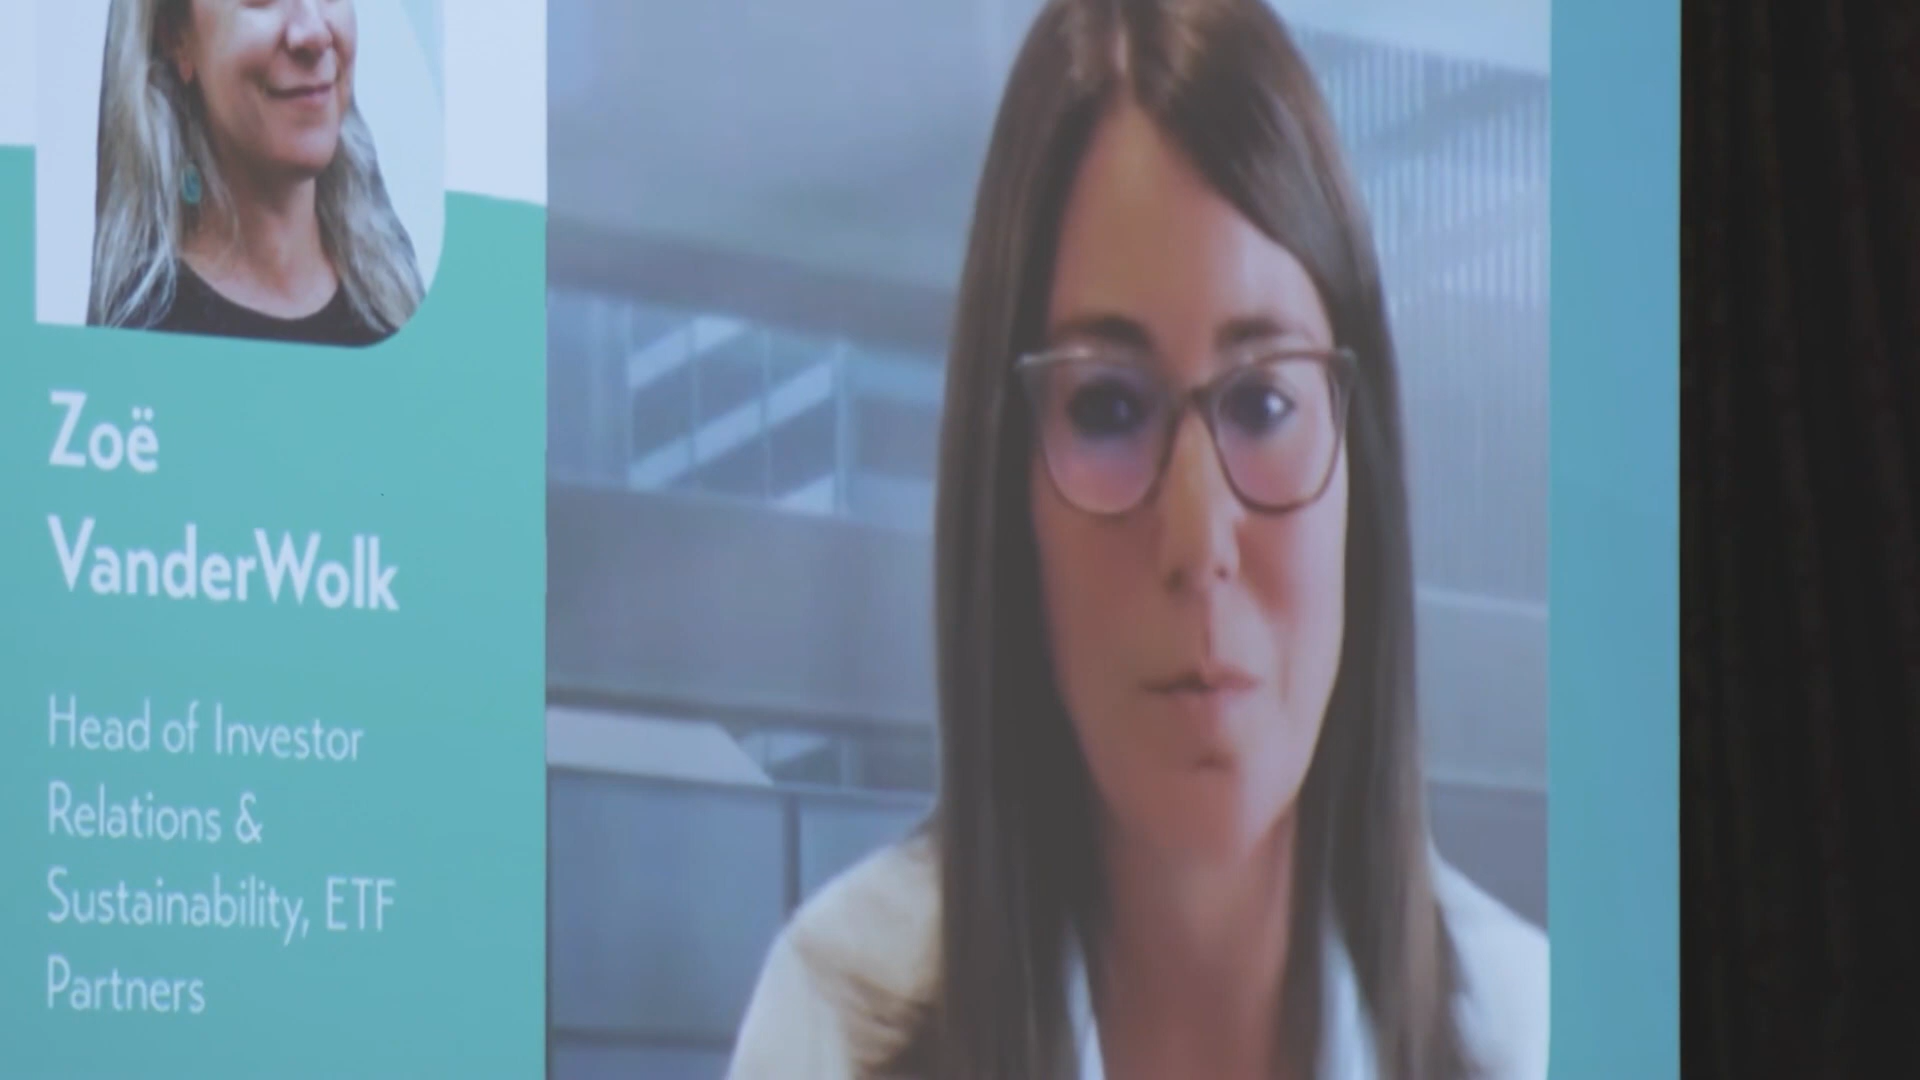 Zoë
VanderWolk
Head of Investor
Relations &
Sustainability, ETF
Partners